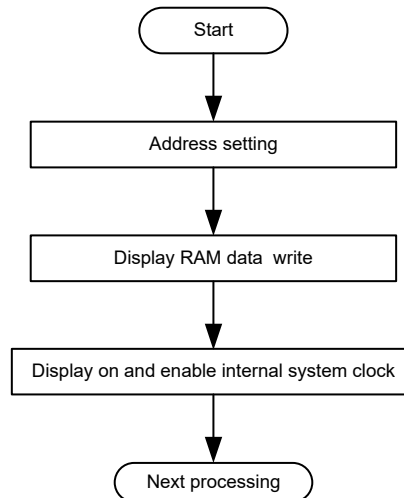 Start
Address setting
Display RAM data  write
Display on and enable internal system clock
Next processing